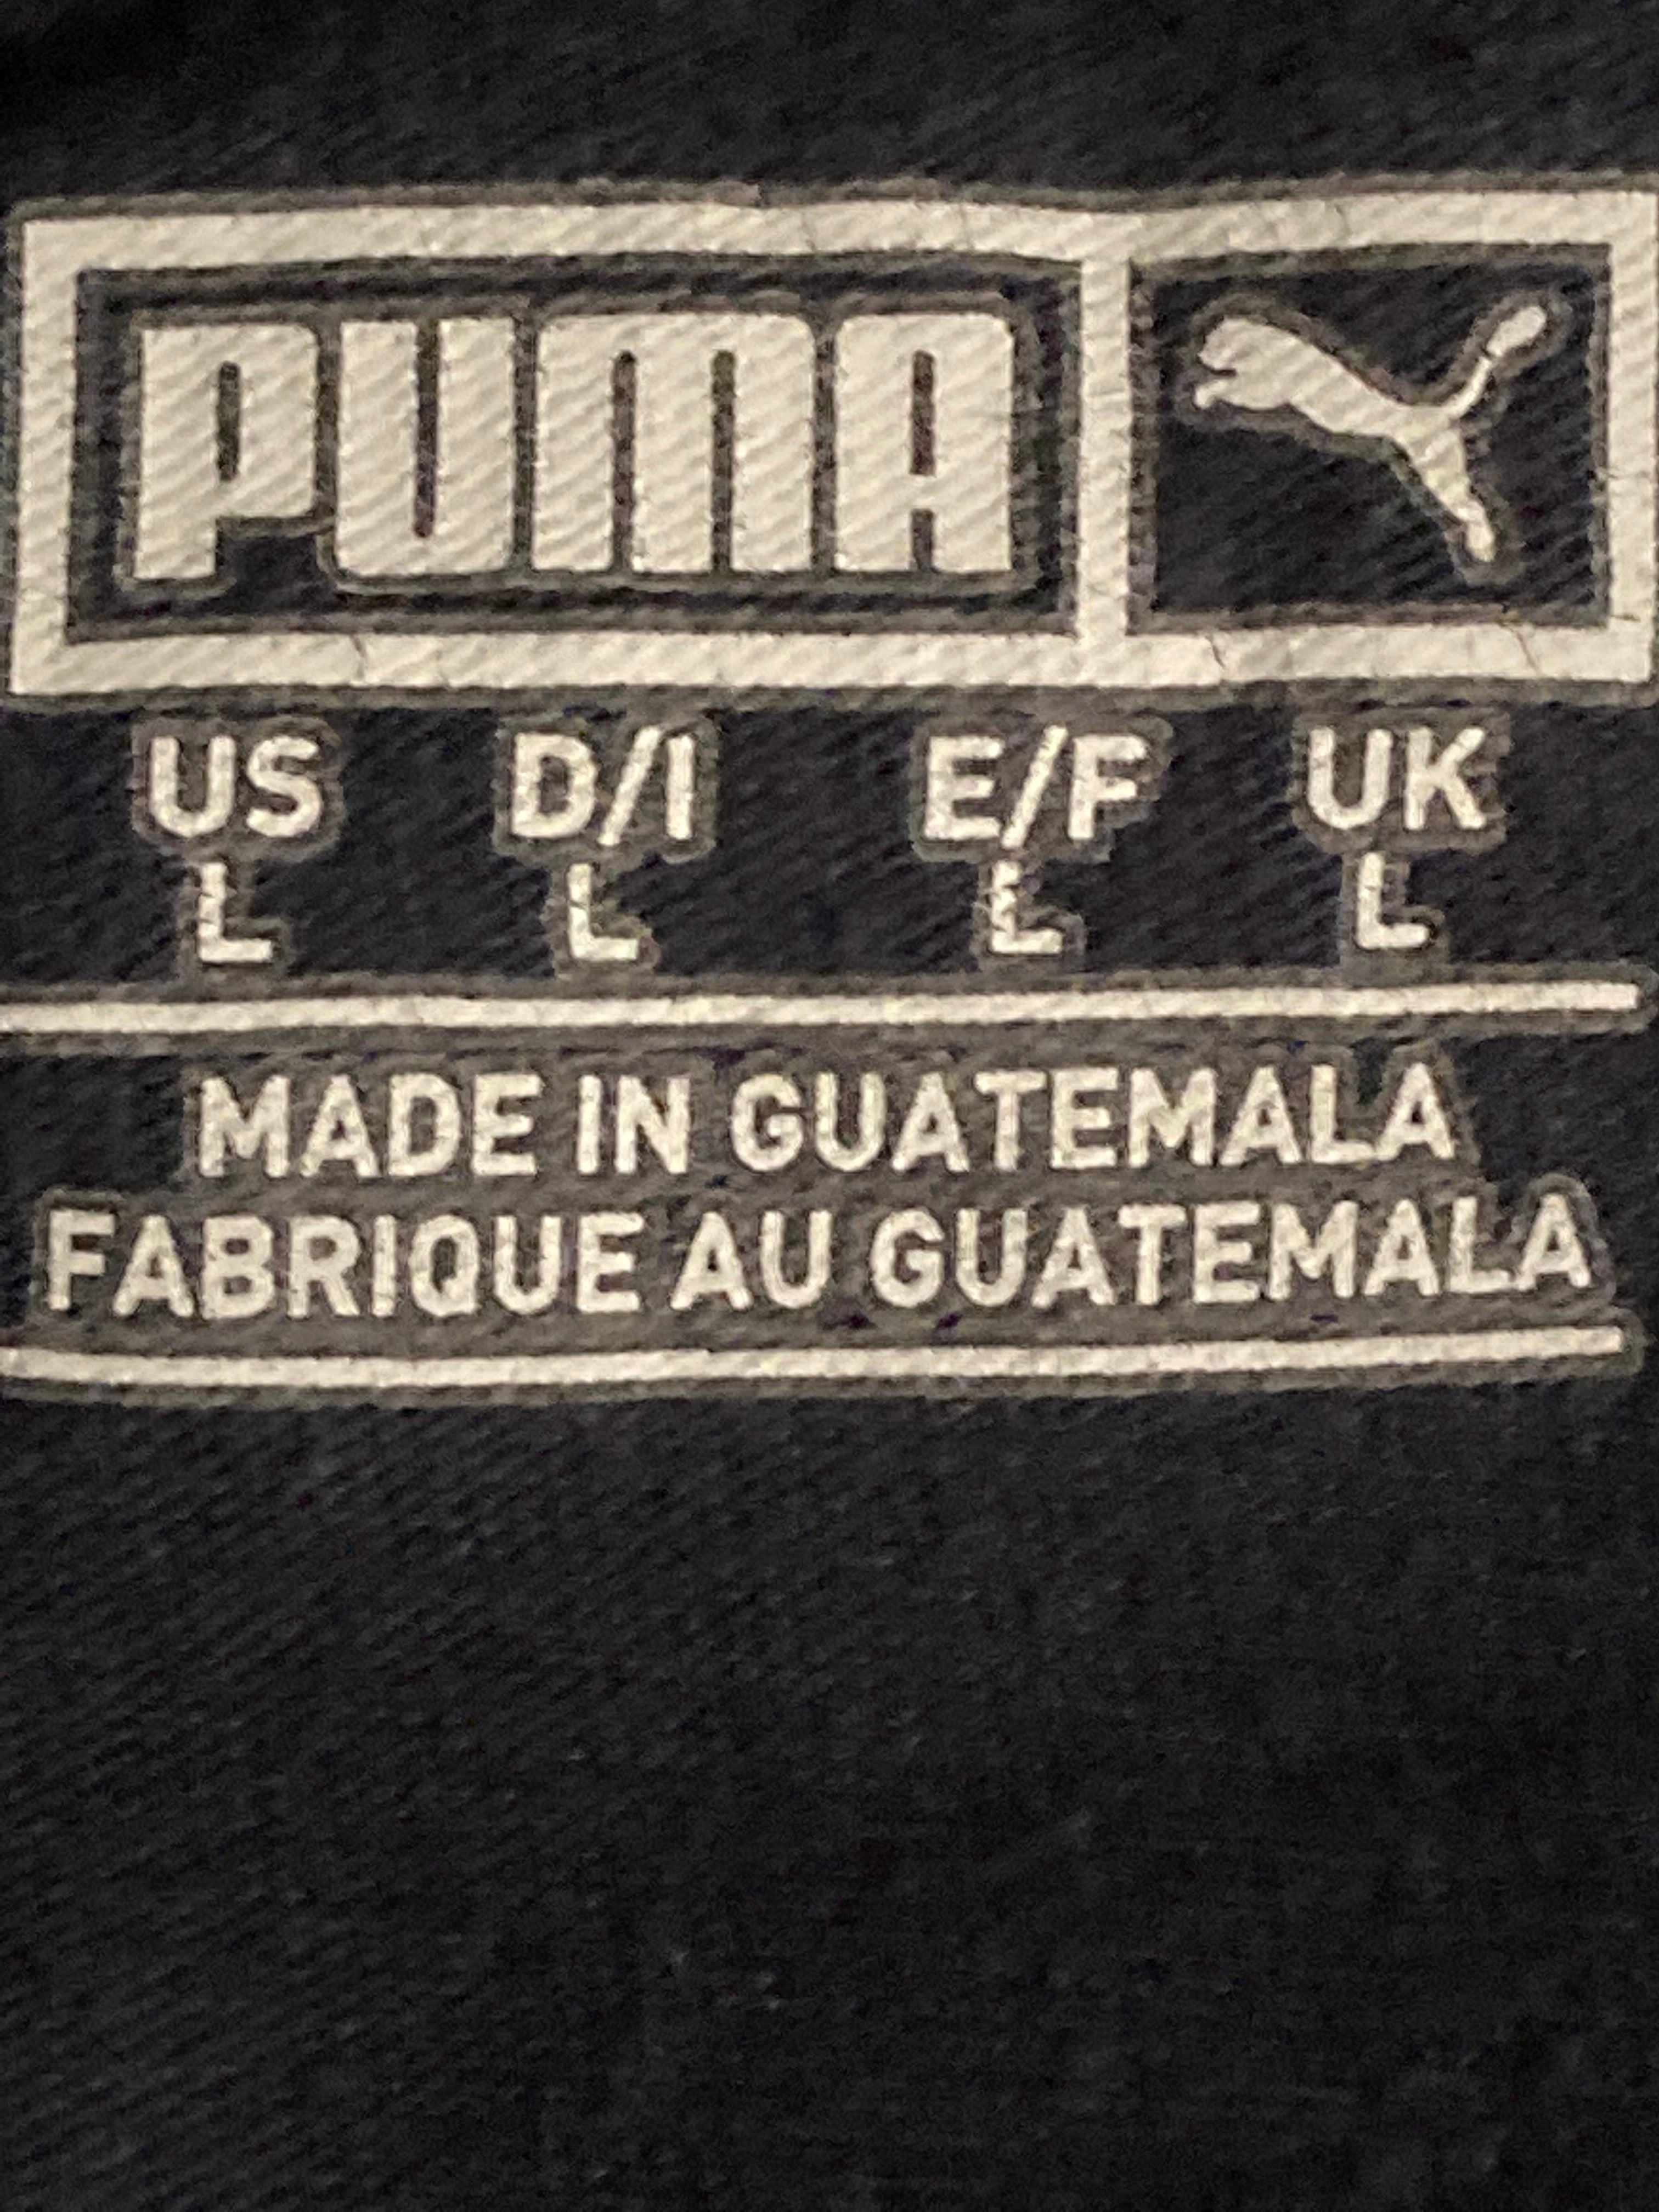 PUMA
US D/I E/F UK
L L L L
MADE IN GUATEMALA
FABRIQUE AU GUATEMALA